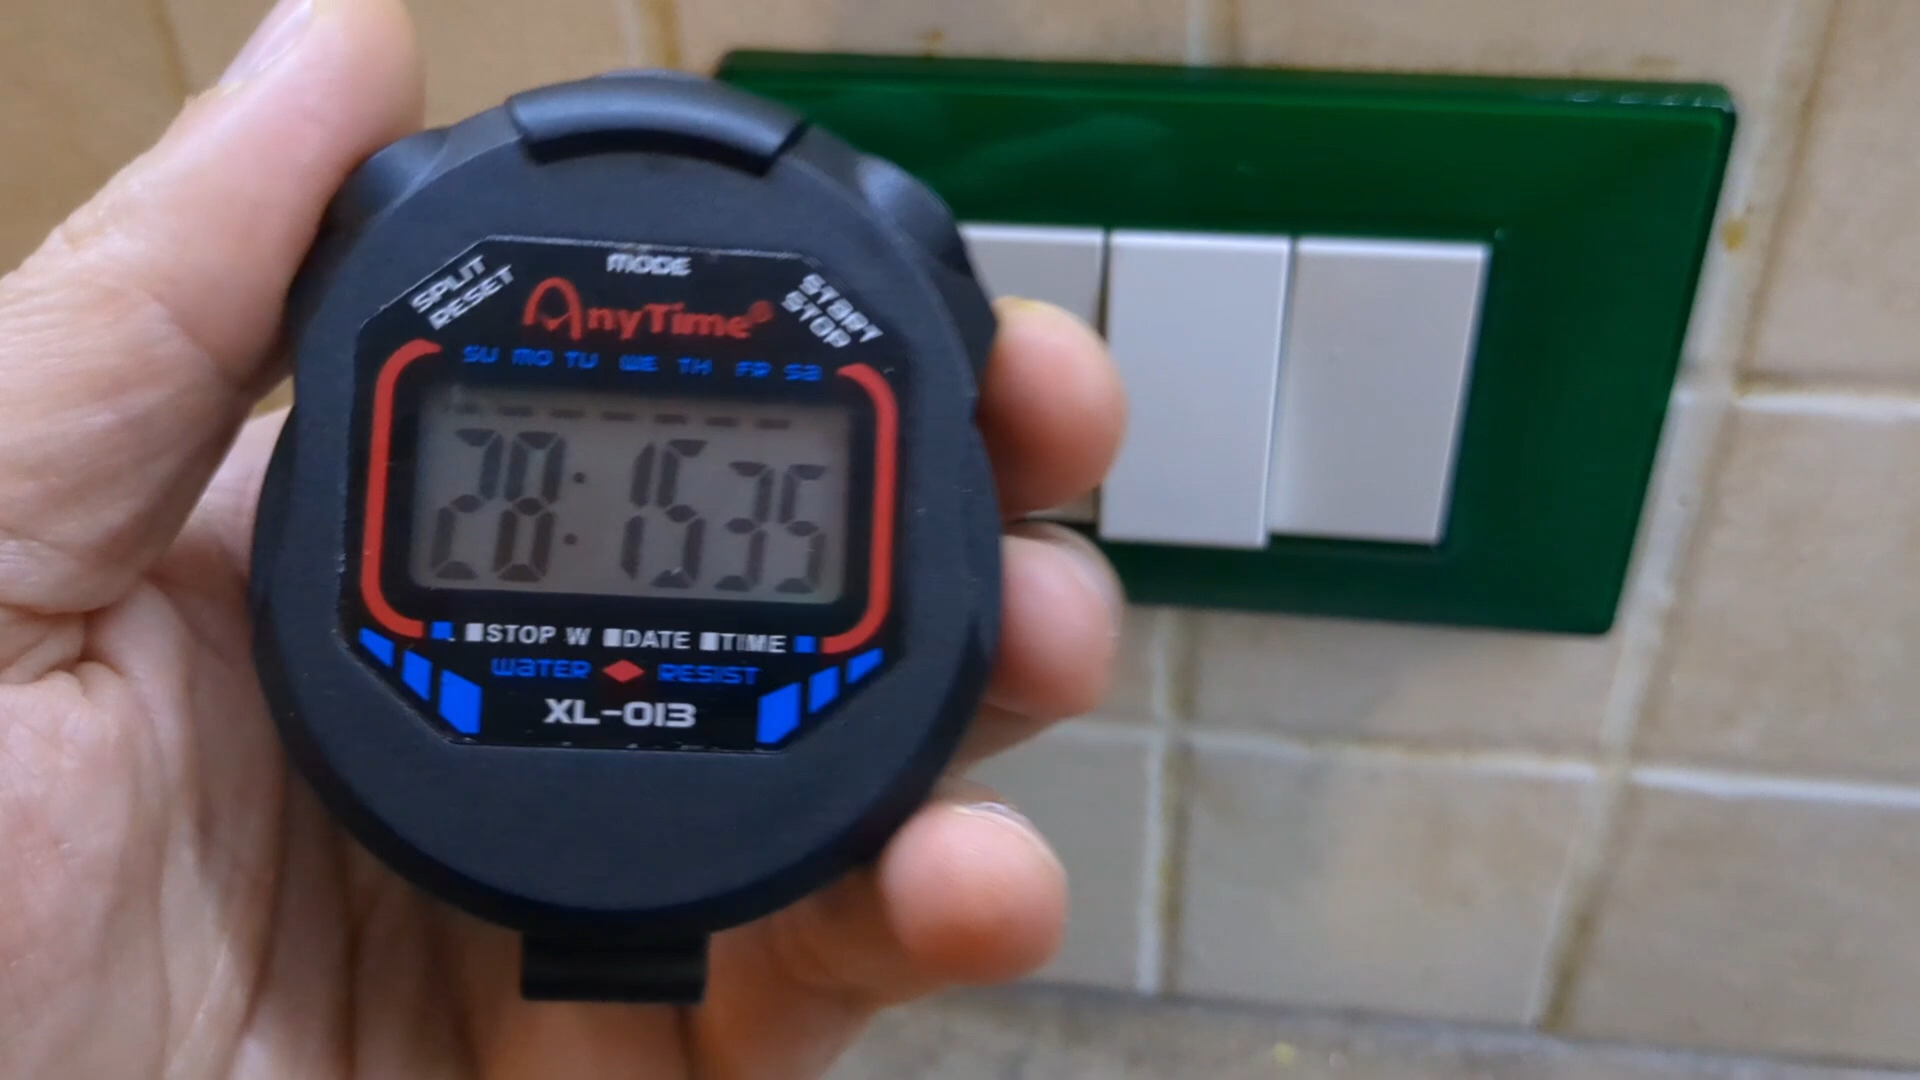 MODE
SPLIT
RESET
START
STOP
AnyTime®
SU MO TU WE TH FR SA
28:15 35
STOP W DATE TIME
WATER RESIST
XL-013